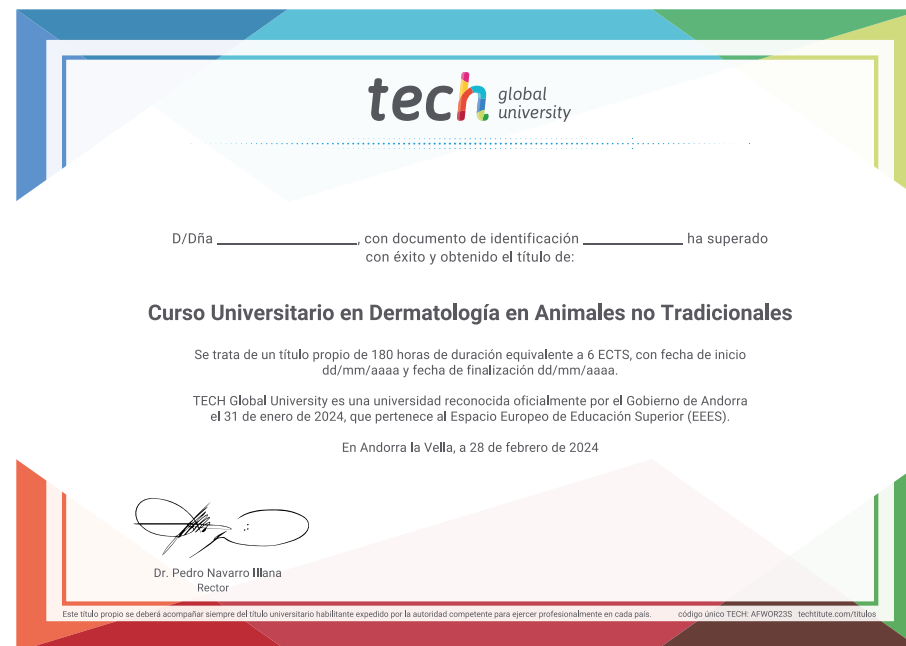 tech global university
D/Dña ____________, con documento de identificación ____________ ha superado
con éxito y obtenido el título de:
Curso Universitario en Dermatología en Animales no Tradicionales
Se trata de un título propio de 180 horas de duración equivalente a 6 ECTS, con fecha de inicio
dd/mm/aaaa y fecha de finalización dd/mm/aaaa.
TECH Global University es una universidad reconocida oficialmente por el Gobierno de Andorra
el 31 de enero de 2024, que pertenece al Espacio Europeo de Educación Superior (EEES).
En Andorra la Vella, a 28 de febrero de 2024
Dr. Pedro Navarro Illana
Rector
Este título propio se deberá acompañar siempre del título universitario habilitante expedido por la autoridad competente para ejercer profesionalmente en cada país. código único TECH: AFWOR23S techtitute.com/titulos